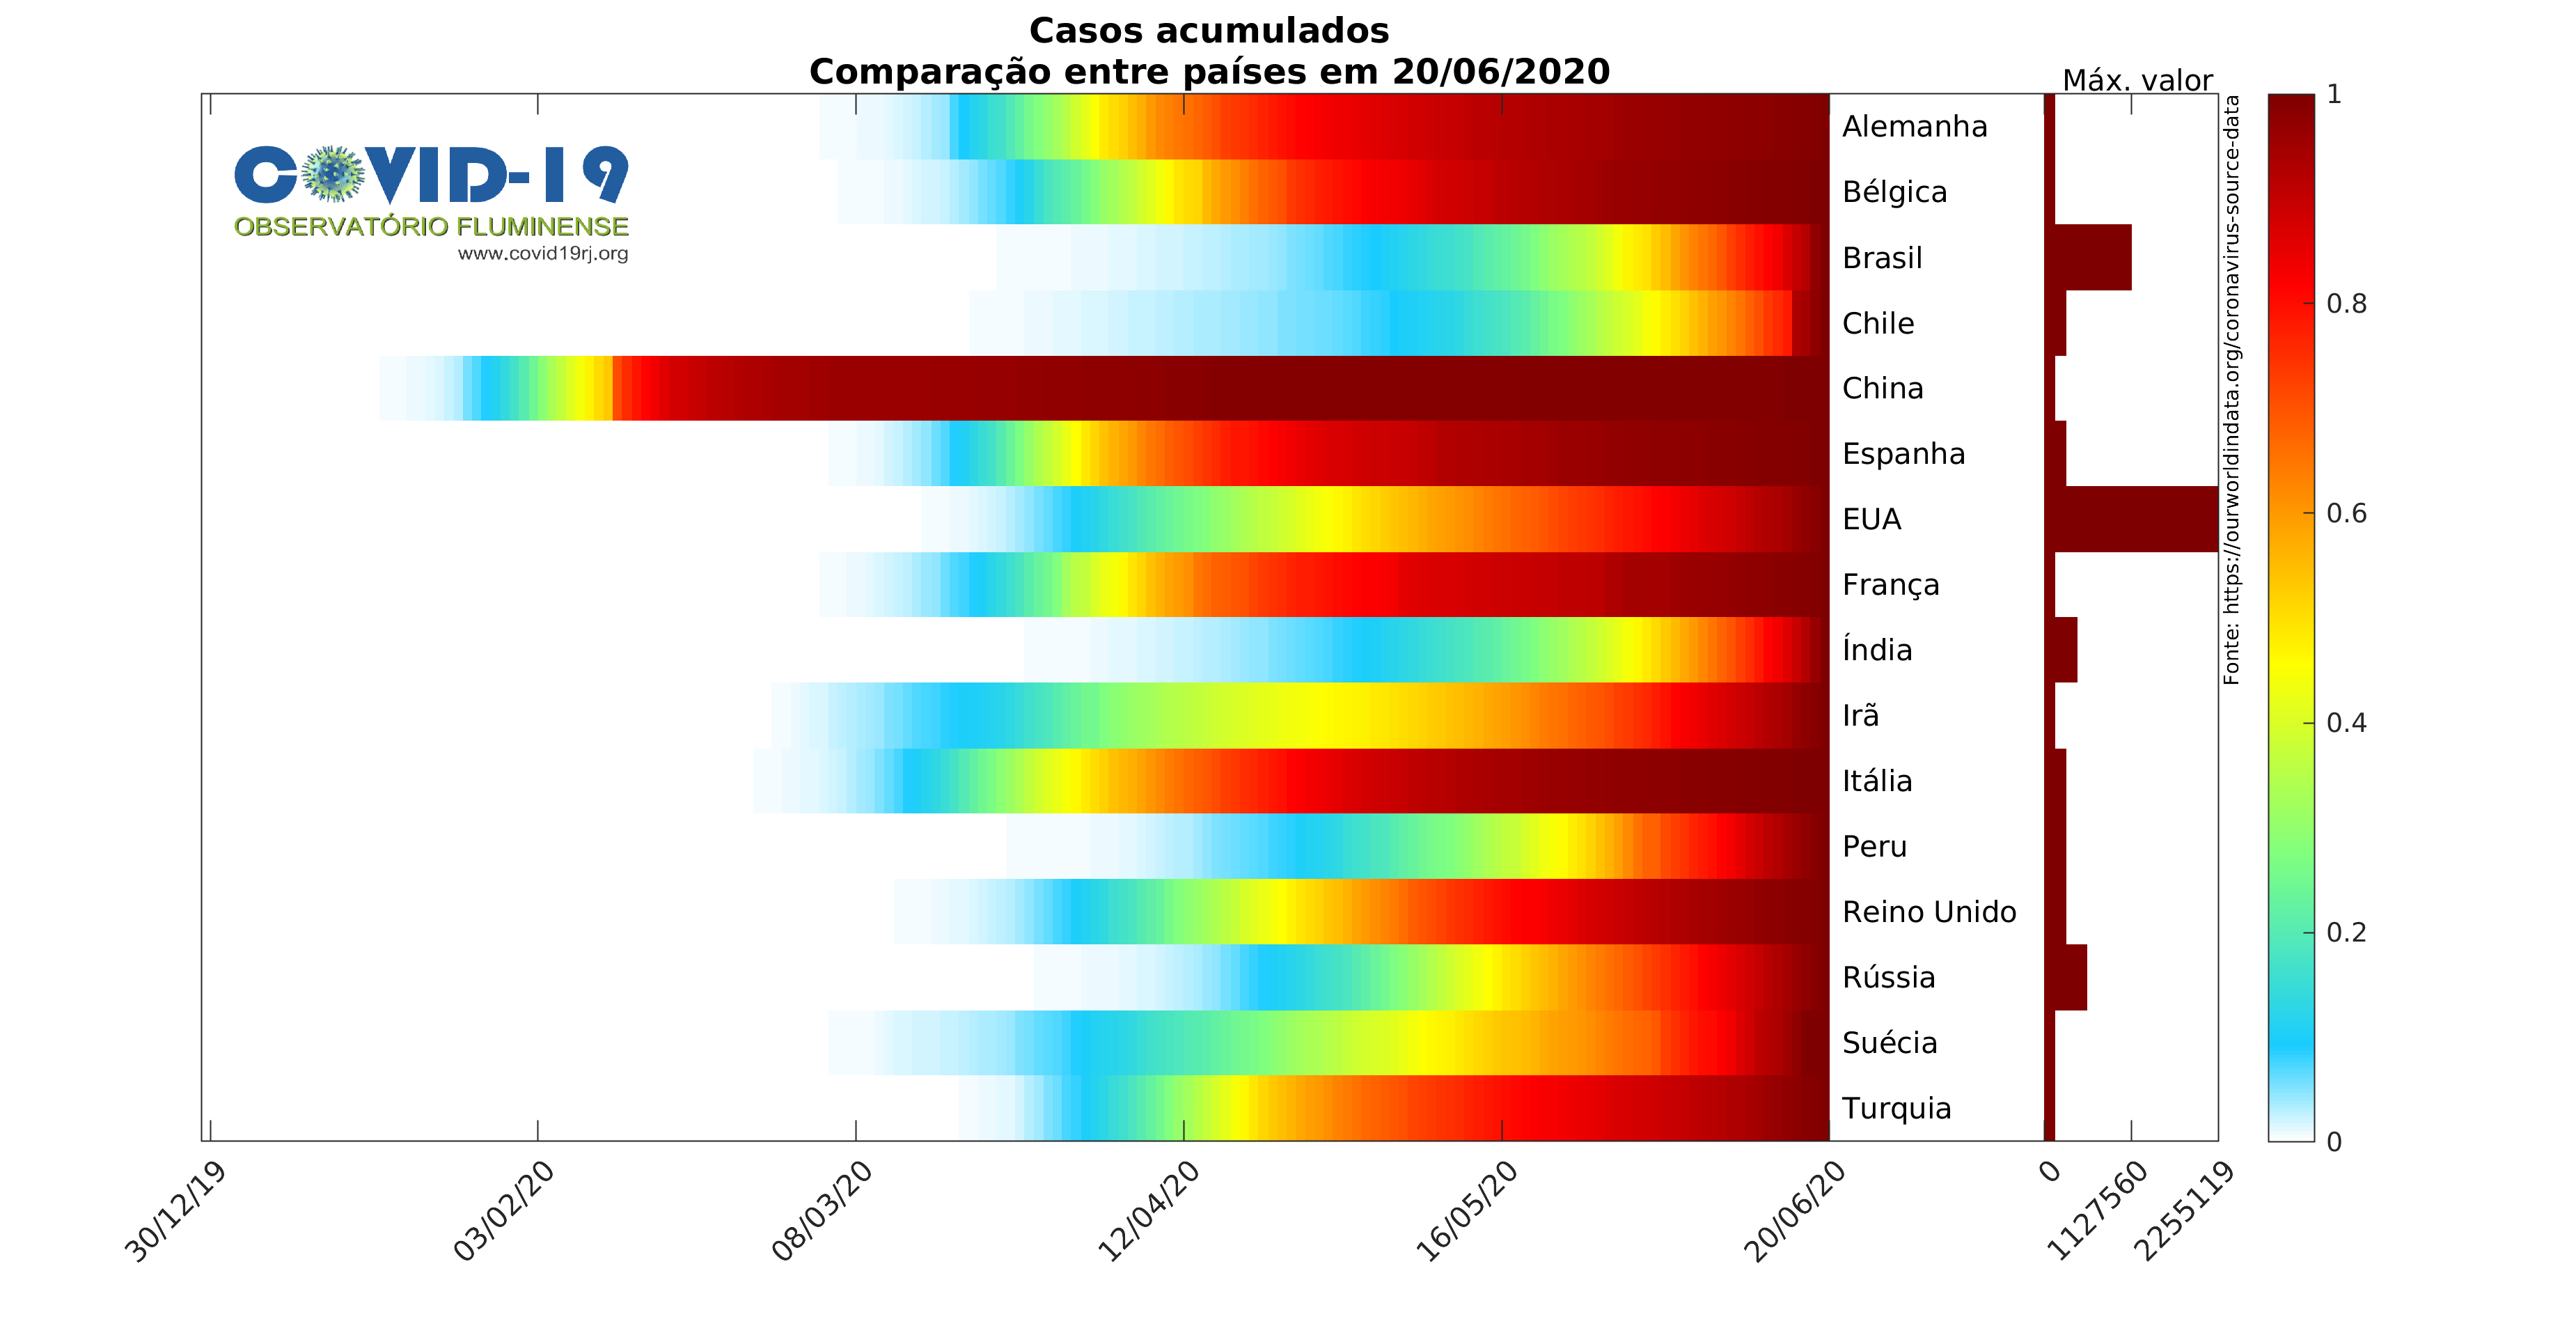 Casos acumulados
Comparação entre países em 20/06/2020
Máx. valor
COVID-19
OBSERVATÓRIO FLUMINENSE
www.covid19rj.org
Alemanha
Bélgica
Brasil
Chile
China
Espanha
EUA
França
Índia
Irã
Itália
Peru
Reino Unido
Rússia
Suécia
Turquia
Fonte: https://ourworldindata.org/coronavirus-source-data
1
0.8
0.6
0.4
0.2
0
30/12/19
03/02/20
08/03/20
12/04/20
16/05/20
20/06/20
0
1127560
2255119